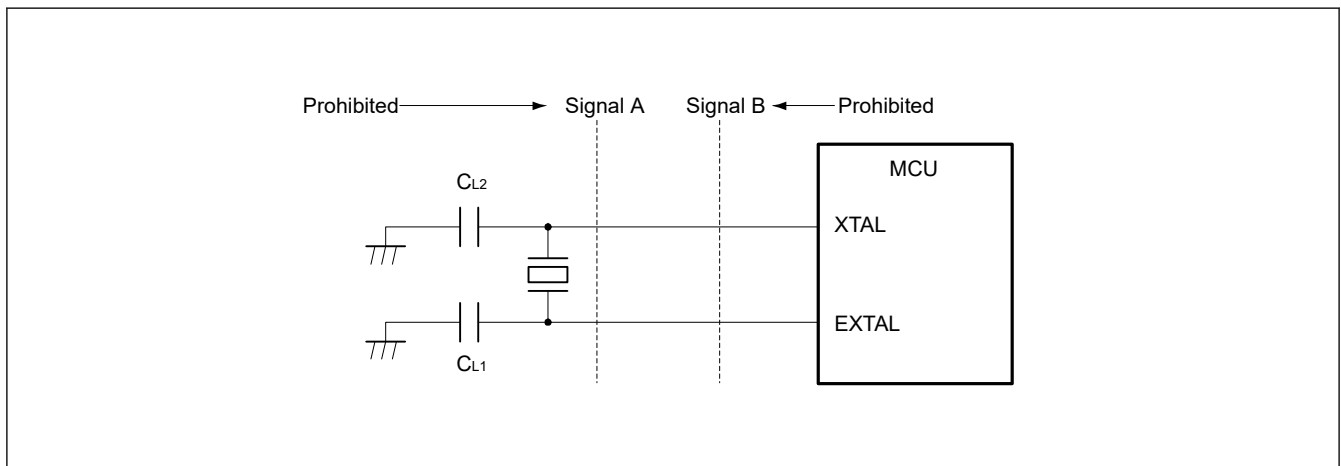 Prohibited Signal A Signal B Prohibited
MCU
CL2
XTAL
EXTAL
CL1